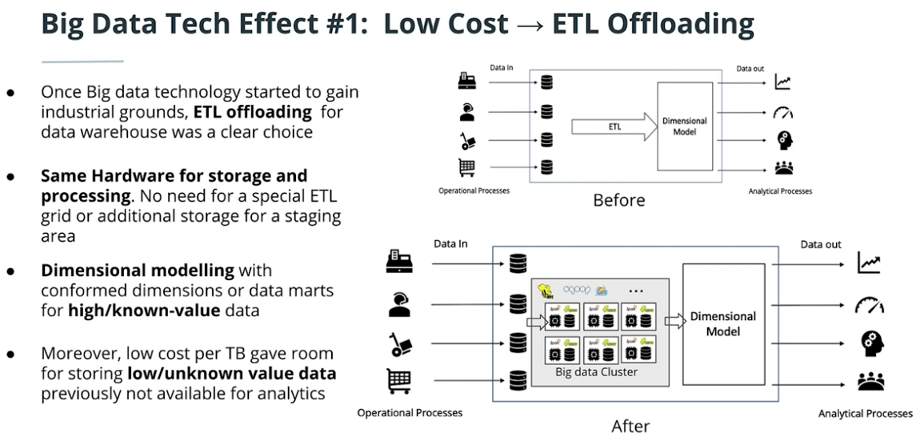 Big Data Tech Effect #1: Low Cost → ETL Offloading
● Once Big data technology started to gain
industrial grounds, ETL offloading for
data warehouse was a clear choice
● Same Hardware for storage and
processing. No need for a special ETL
grid or additional storage for a staging
area
● Dimensional modelling with
conformed dimensions or data marts
for high/known-value data
● Moreover, low cost per TB gave room
for storing low/unknown value data
previously not available for analytics
Data In
Data out
ETL
Dimensional
Model
Operational Processes
Analytical Processes
Before
Data In
Data out
...
Dimensional
Model
Big data Cluster
Operational Processes
Analytical Processes
After